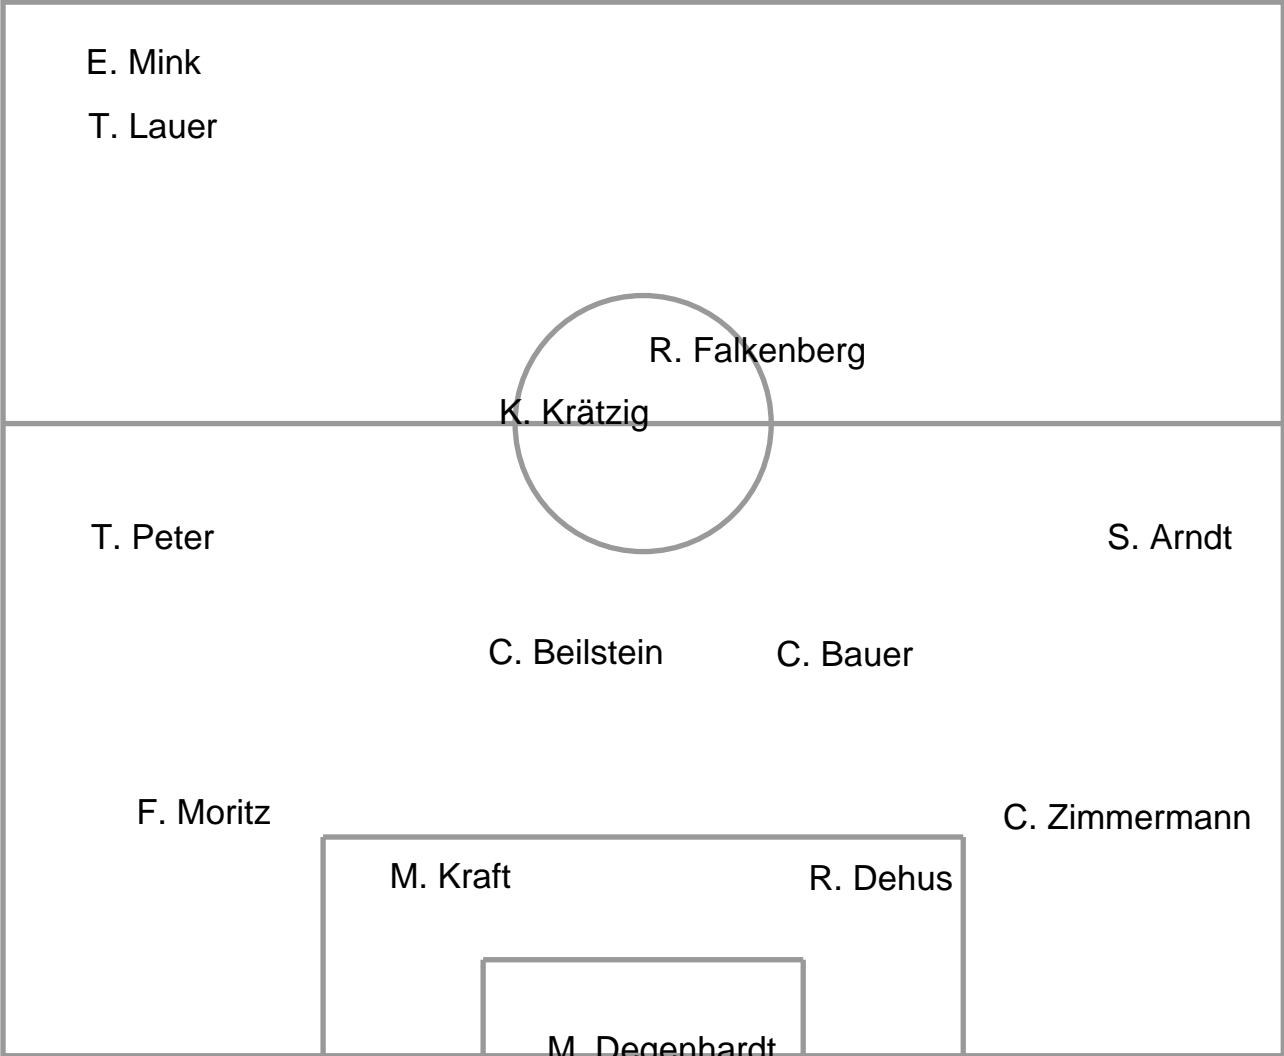 E. Mink
T. Lauer
R. Falkenberg
K. Krätzig
T. Peter
S. Arndt
C. Beilstein
C. Bauer
F. Moritz
C. Zimmermann
M. Kraft
R. Dehus
M. Degenhardt